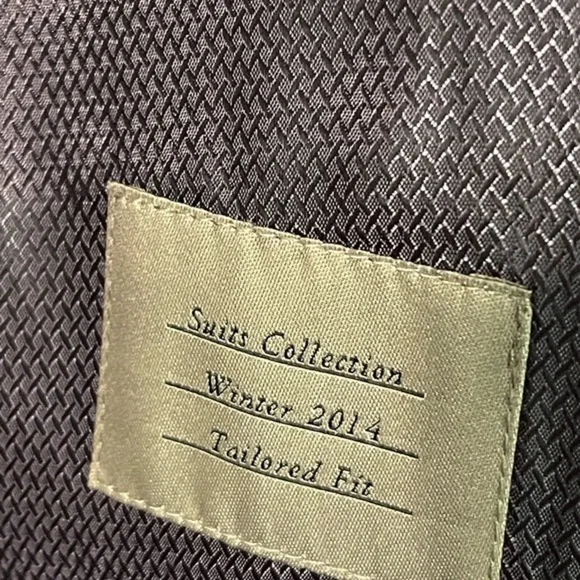 Suits Collection
Winter 2014
Tailored Fit